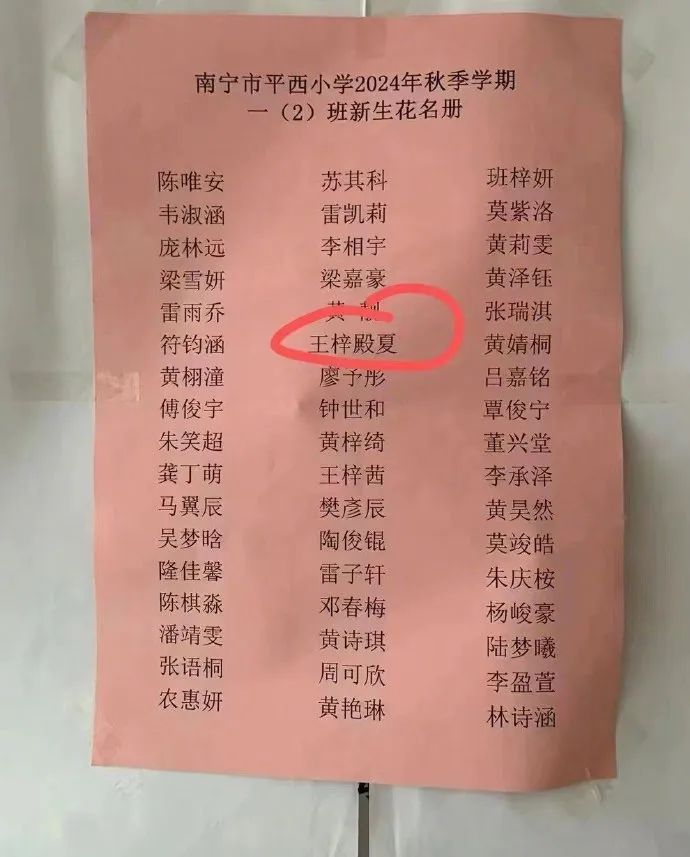 南宁市平西小学2024年秋季学期
一（2）班新生花名册
陈唯安 苏其科 班梓妍
韦淑涵 雷凯莉 莫紫洛
庞林远 李相宇 黄莉雯
梁雪妍 梁嘉豪 黄泽钰
雷雨乔 黄 张瑞淇
符钧涵 王梓殿夏 黄婧桐
黄栩潼 廖予彤 吕嘉铭
傅俊宇 钟世和 覃俊宁
朱笑超 黄梓绮 董兴堂
龚丁萌 王梓茜 李承泽
马翼辰 樊彦辰 黄昊然
吴梦晗 陶俊锟 莫竣皓
隆佳馨 雷子轩 朱庆桉
陈棋淼 邓春梅 杨峻豪
潘靖雯 黄诗琪 陆梦曦
张语桐 周可欣 李盈萱
农惠妍 黄艳琳 林诗涵